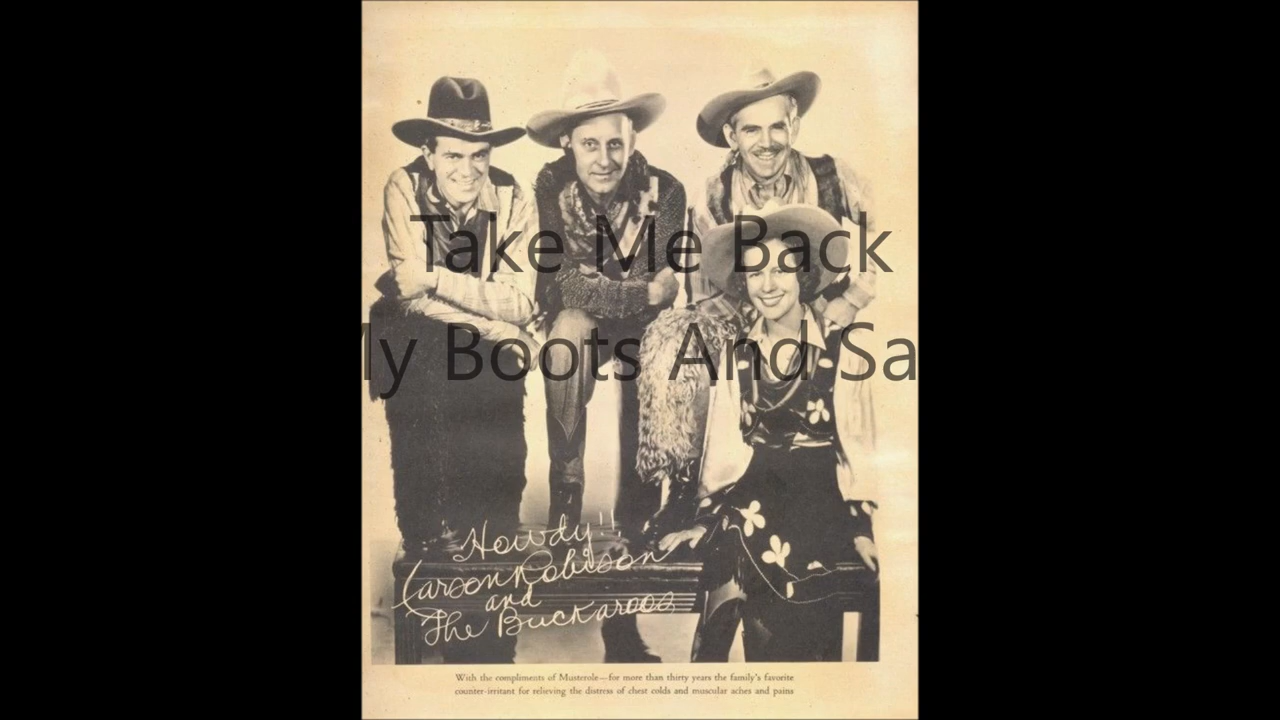 Take Me Back
My Boots And Sa
Howdy!!
Carson Robison
and
The Buckaroos
With the compliments of Musterole—for more than thirty years the family's favorite
counter-irritant for relieving the distress of chest colds and muscular aches and pains